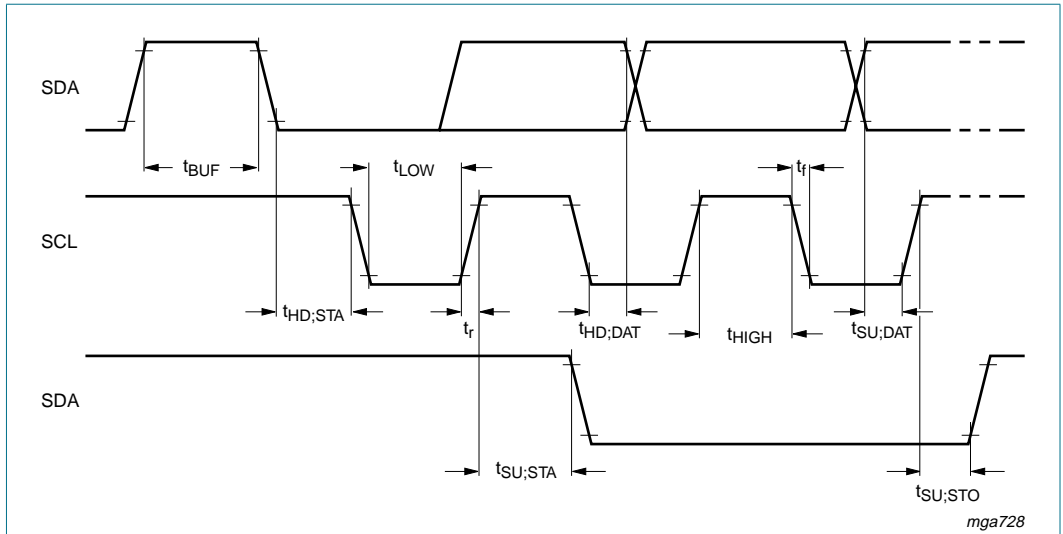 SDA
tBUF
tLOW
tf
SCL
tHD;STA
tr
tHD;DAT
tHIGH
tSU;DAT
SDA
tSU;STA
tSU;STO
mga728